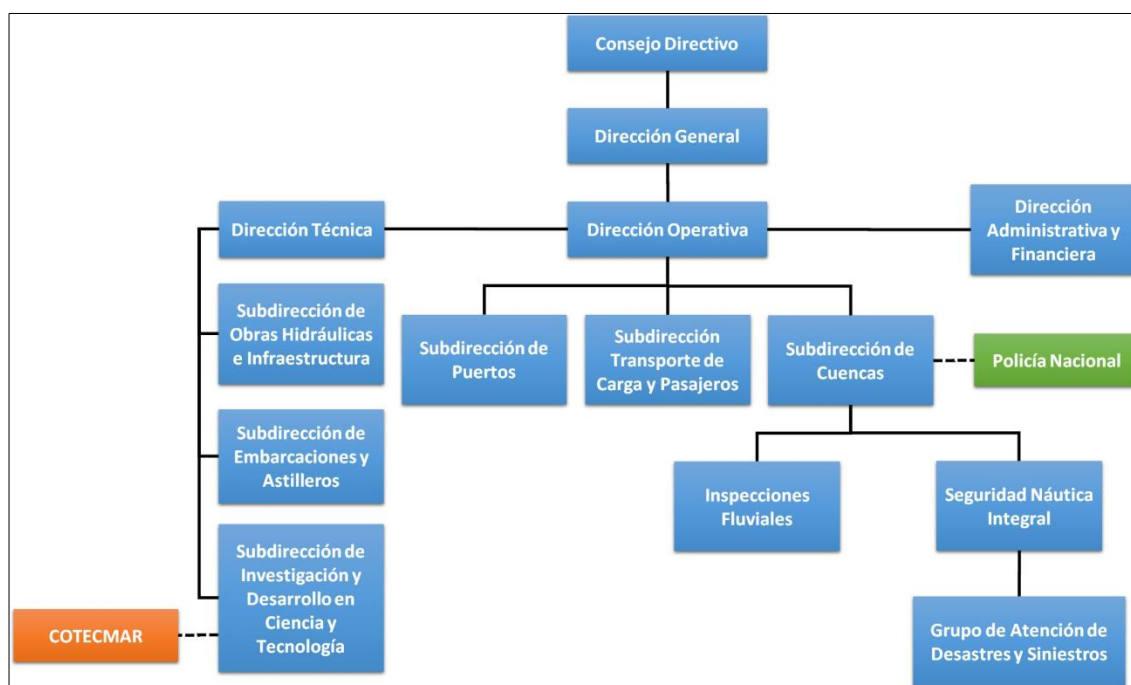 Consejo Directivo
Dirección General
Dirección Técnica
Dirección Operativa
Dirección
Administrativa y
Financiera
Subdirección de
Obras Hidráulicas
e Infraestructura
Subdirección de
Puertos
Subdirección
Transporte de
Carga y Pasajeros
Subdirección de
Cuencas
Policía Nacional
Subdirección de
Embarcaciones y
Astilleros
Inspecciones
Fluviales
Seguridad Náutica
Integral
Subdirección de
Investigación y
Desarrollo en
Ciencia y
Tecnología
COTECMAR
Grupo de Atención de
Desastres y Siniestros